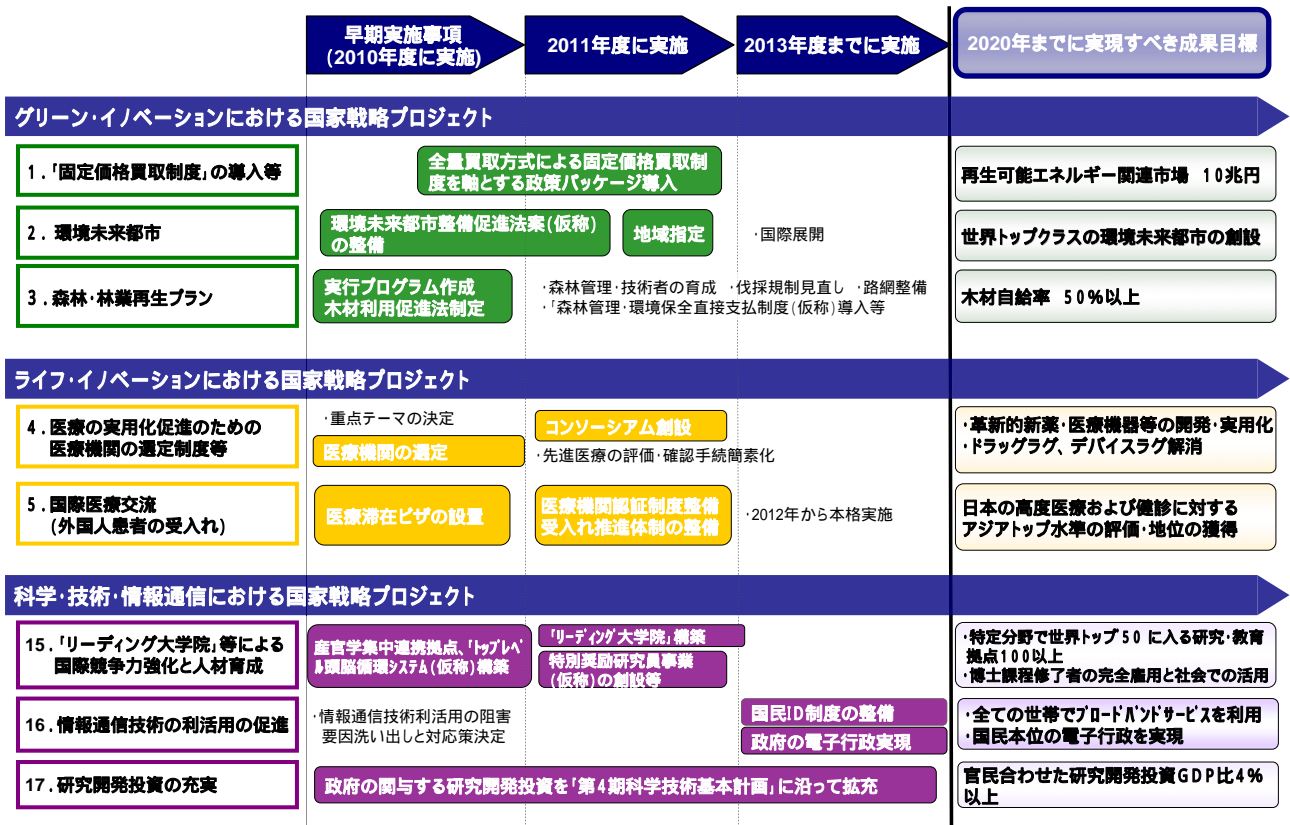 早期実施事項
(2010年度に実施)
2011年度に実施
2013年度までに実施
2020年までに実現すべき成果目標
グリーン･イノベーションにおける国家戦略プロジェクト
1．｢固定価格買取制度｣の導入等
全量買取方式による固定価格買取制
度を軸とする政策パッケージ導入
再生可能エネルギー関連市場 10兆円
2．環境未来都市
環境未来都市整備促進法案(仮称)
の整備
地域指定
･国際展開
世界トップクラスの環境未来都市の創設
3．森林･林業再生プラン
実行プログラム作成
木材利用促進法制定
･森林管理･技術者の育成 ･伐採規制見直し ･路網整備
･｢森林管理･環境保全直接支払制度(仮称)導入等
木材自給率 50%以上
ライフ･イノベーションにおける国家戦略プロジェクト
4．医療の実用化促進のための
医療機関の選定制度等
･重点テーマの決定
医療機関の選定
コンソーシアム創設
･先進医療の評価･確認手続簡素化
･革新的新薬･医療機器等の開発･実用化
･ドラッグラグ、デバイスラグ解消
5．国際医療交流
(外国人患者の受入れ)
医療滞在ビザの設置
医療機関認証制度整備
受入れ推進体制の整備
･2012年から本格実施
日本の高度医療および健診に対する
アジアトップ水準の評価･地位の獲得
科学･技術･情報通信における国家戦略プロジェクト
15．｢リーディング大学院｣等による
国際競争力強化と人材育成
産官学集中連携拠点、｢ﾄｯﾌﾟﾚﾍﾞ
ﾙ頭脳循環ｼｽﾃﾑ(仮称)構築
｢ﾘｰﾃﾞｨﾝｸﾞ大学院｣構築
特別奨励研究員事業
(仮称)の創設等
･特定分野で世界トップ50に入る研究･教育
拠点100以上
･博士課程修了者の完全雇用と社会での活用
16．情報通信技術の利活用の促進
･情報通信技術利活用の阻害
要因洗い出しと対応策決定
国民ID制度の整備
政府の電子行政実現
･全ての世帯でﾌﾞﾛｰﾄﾞﾊﾞﾝﾄﾞｻｰﾋﾞｽを利用
･国民本位の電子行政を実現
17．研究開発投資の充実
政府の関与する研究開発投資を｢第4期科学技術基本計画｣に沿って拡充
官民合わせた研究開発投資GDP比4%
以上